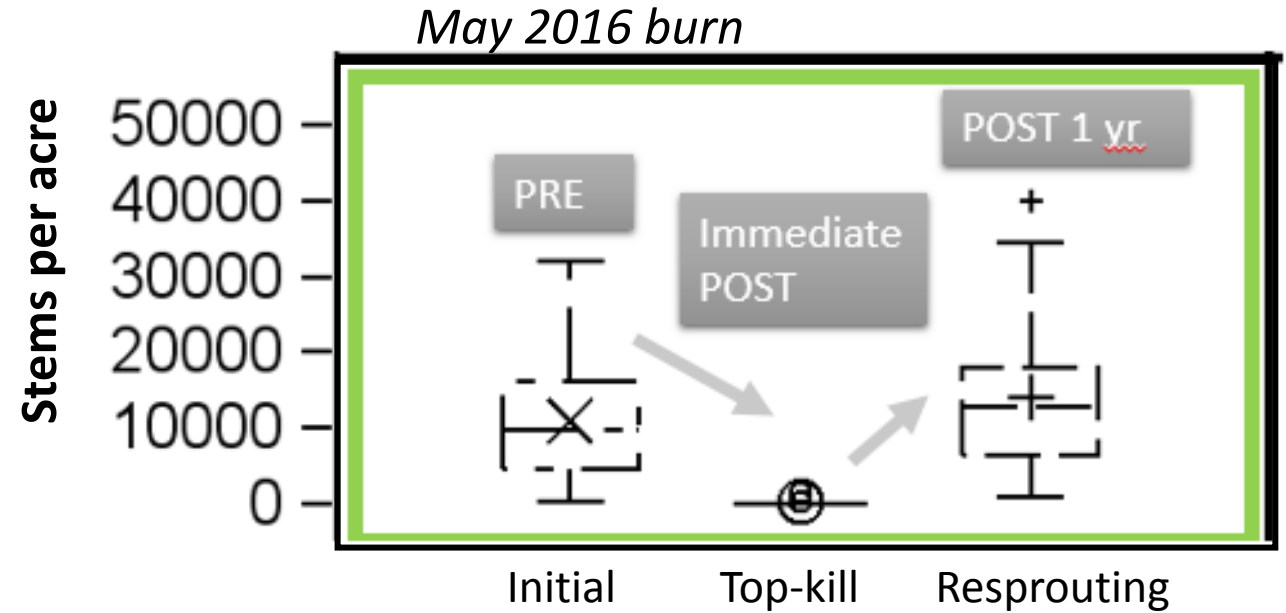 May 2016 burn
Stems per acre
50000
40000
30000
20000
10000
0
PRE
Immediate
POST
POST 1 yr
Initial
Top-kill
Resprouting